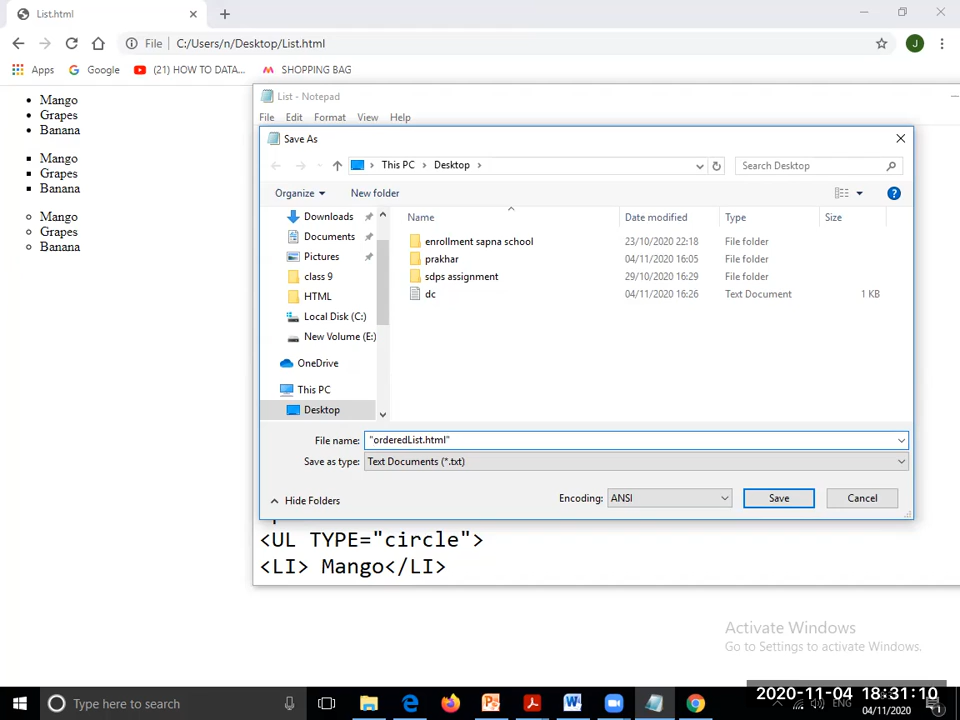 List.html
File C:/Users/n/Desktop/List.html
J
Apps Google (21) HOW TO DATA... SHOPPING BAG
Mango
Grapes
Banana
Mango
Grapes
Banana
Mango
Grapes
Banana
List - Notepad
File Edit Format View Help
Save As
This PC Desktop
Search Desktop
Organize New folder
Name Date modified Type Size
Downloads
Documents
Pictures
class 9
HTML
Local Disk (C:)
New Volume (E:)
OneDrive
This PC
Desktop
enrollment sapna school 23/10/2020 22:18 File folder
prakhar 04/11/2020 16:05 File folder
sdps assignment 29/10/2020 16:29 File folder
dc 04/11/2020 16:26 Text Document 1 KB
File name: "orderedList.html"
Save as type: Text Documents (*.txt)
Hide Folders Encoding: ANSI Save Cancel
<UL TYPE="circle">
<LI> Mango</LI>
Activate Windows
Go to Settings to activate Windows.
Type here to search
2020-11-04 18:31:10
ENG 04/11/2020